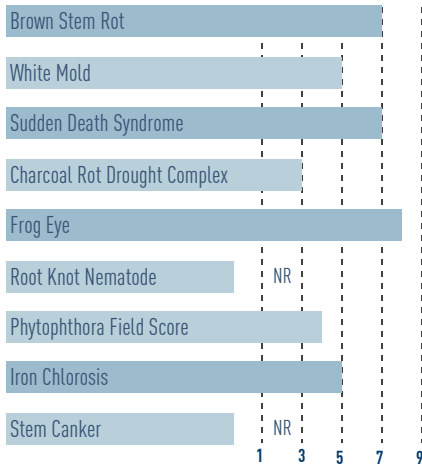 Brown Stem Rot
White Mold
Sudden Death Syndrome
Charcoal Rot Drought Complex
Frog Eye
Root Knot Nematode NR
Phytophthora Field Score
Iron Chlorosis
Stem Canker NR
1 3 5 7 9